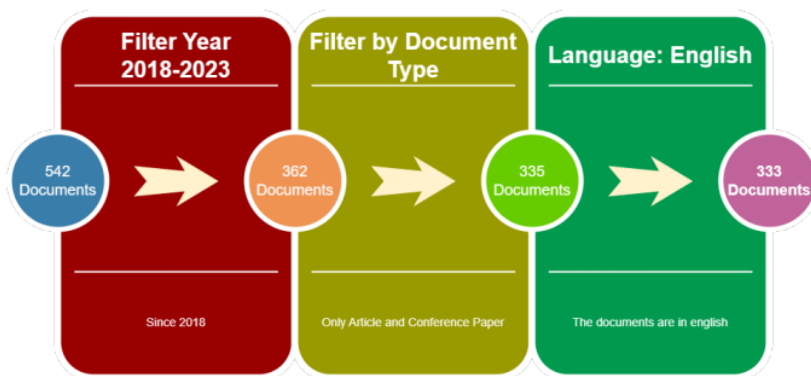 Filter Year
2018-2023
Filter by Document
Type
Language: English
542
Documents
362
Documents
335
Documents
333
Documents
Since 2018
Only Article and Conference Paper
The documents are in english